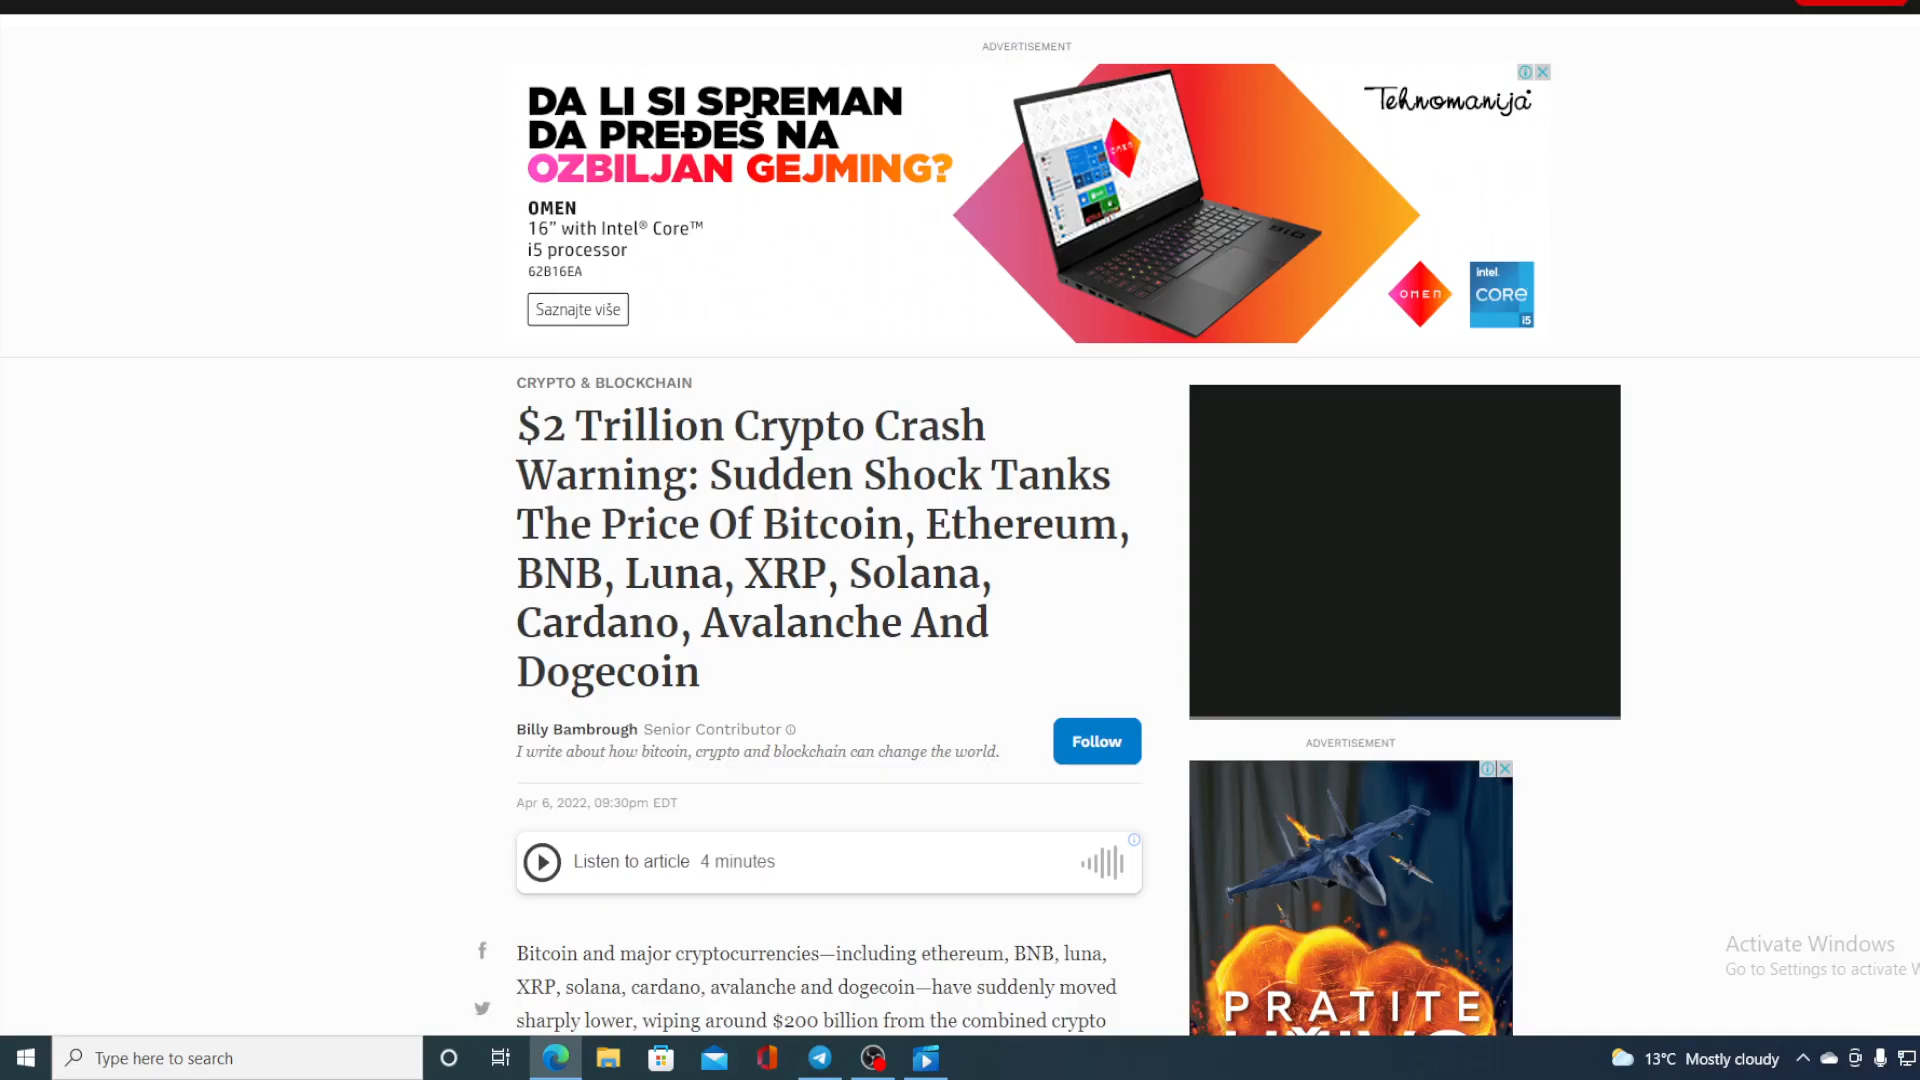 ADVERTISEMENT
DA LI SI SPREMAN
DA PREĐEŠ NA
OZBILJAN GEJMING?
OMEN
16” with Intel® Core™
i5 processor
62B16EA
Saznajte više
OMEN
Tehnomanija
OMEN
intel.
CORE
i5
CRYPTO & BLOCKCHAIN
$2 Trillion Crypto Crash
Warning: Sudden Shock Tanks
The Price Of Bitcoin, Ethereum,
BNB, Luna, XRP, Solana,
Cardano, Avalanche And
Dogecoin
Billy Bambrough Senior Contributor
I write about how bitcoin, crypto and blockchain can change the world.
Follow
Apr 6, 2022, 09:30pm EDT
Listen to article 4 minutes
Bitcoin and major cryptocurrencies—including ethereum, BNB, luna,
XRP, solana, cardano, avalanche and dogecoin—have suddenly moved
sharply lower, wiping around $200 billion from the combined crypto
ADVERTISEMENT
PRATITE
Activate Windows
Go to Settings to activate W
Type here to search
13°C Mostly cloudy